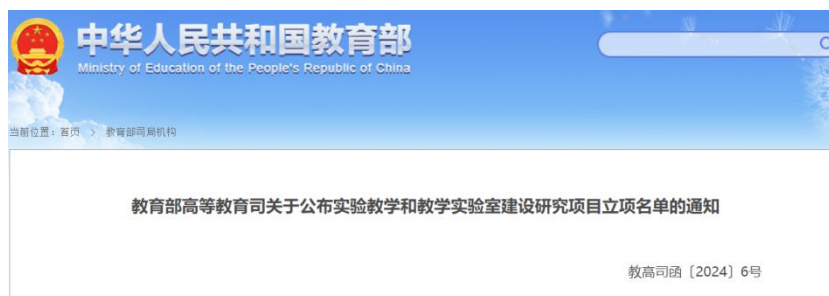 中华人民共和国教育部
Ministry of Education of the People's Republic of China
当前位置：首页 > 教育部司局机构
教育部高等教育司关于公布实验教学和教学实验室建设研究项目立项名单的通知
教高司函〔2024〕6号